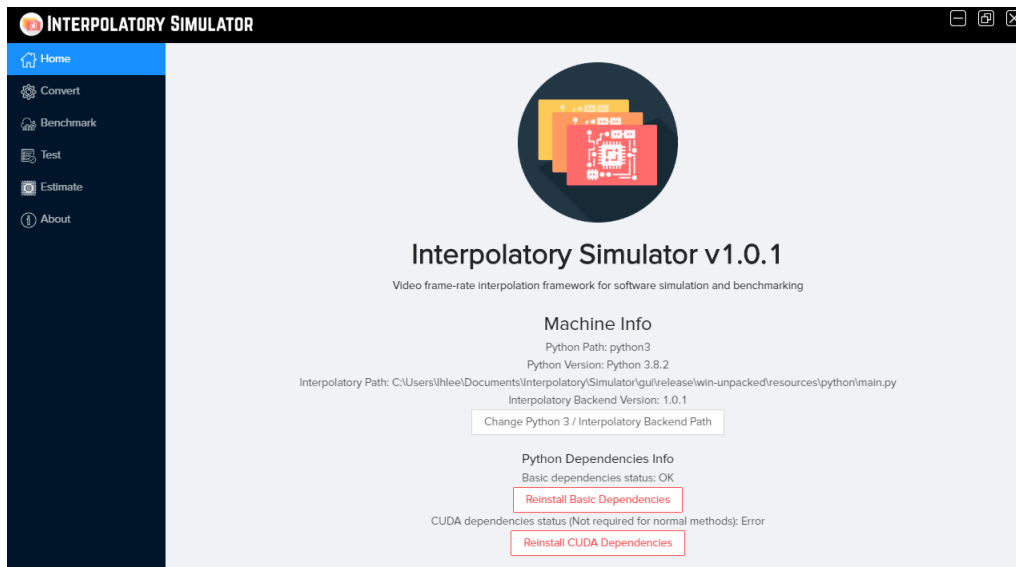 INTERPOLATORY SIMULATOR
Home
Convert
Benchmark
Test
Estimate
About
Interpolatory Simulator v1.0.1
Video frame-rate interpolation framework for software simulation and benchmarking
Machine Info
Python Path: python3
Python Version: Python 3.8.2
Interpolatory Path: C:\Users\lhlee\Documents\Interpolatory\Simulator\gui\release\win-unpacked\resources\python\main.py
Interpolatory Backend Version: 1.0.1
Change Python 3 / Interpolatory Backend Path
Python Dependencies Info
Basic dependencies status: OK
Reinstall Basic Dependencies
CUDA dependencies status (Not required for normal methods): Error
Reinstall CUDA Dependencies